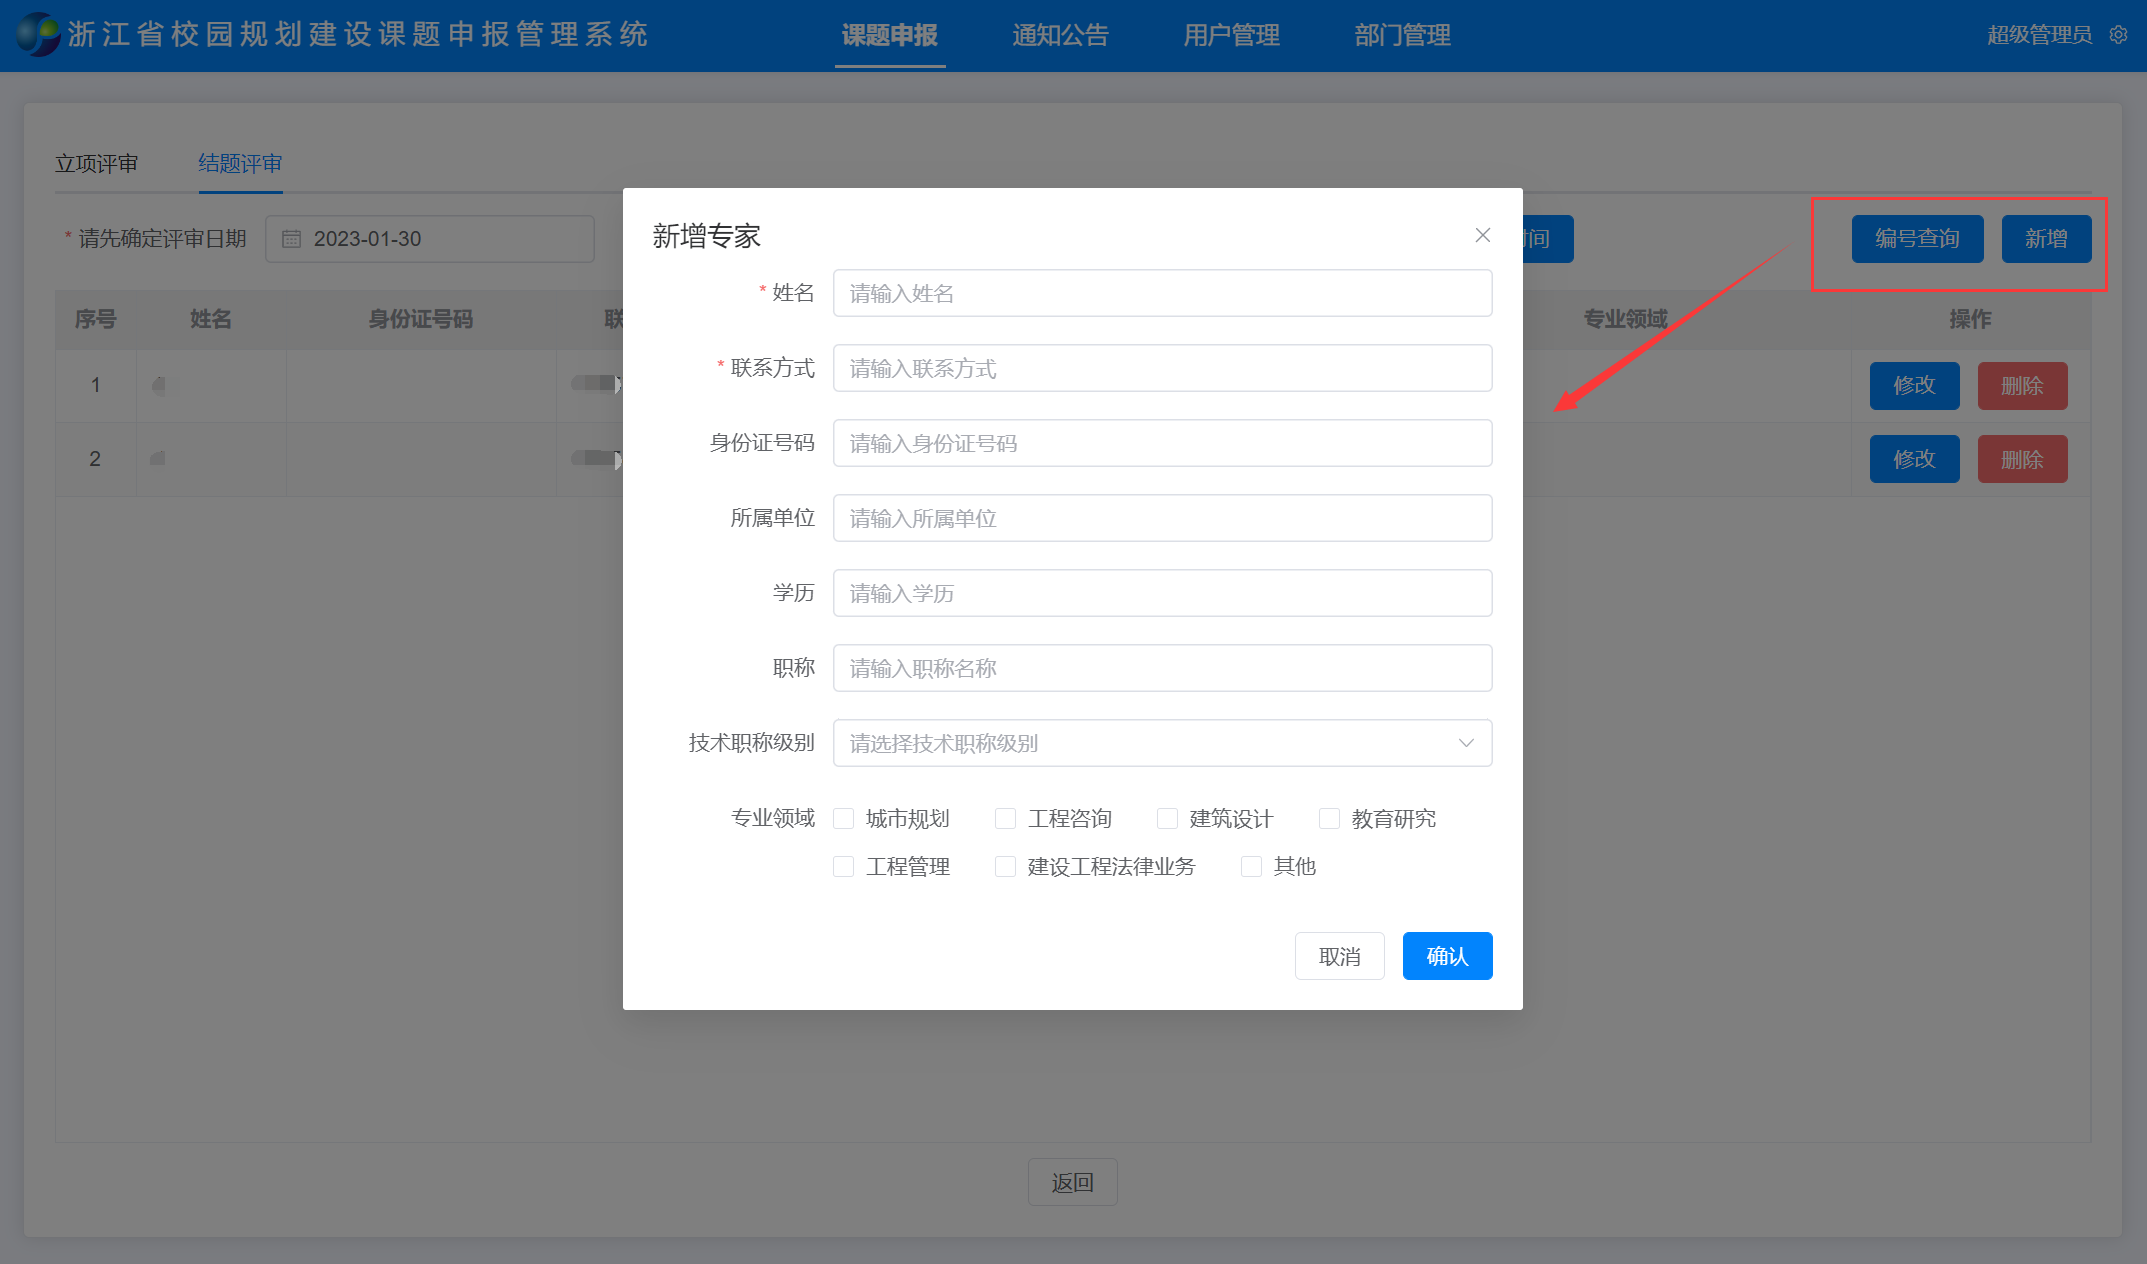 浙江省校园规划建设课题申报管理系统
课题申报 通知公告 用户管理 部门管理
超级管理员
立项评审 结题评审
* 请先确定评审日期 2023-01-30
间 编号查询 新增
序号 姓名 身份证号码 联 专业领域 操作
1 修改 删除
2 修改 删除
新增专家
* 姓名 请输入姓名
* 联系方式 请输入联系方式
身份证号码 请输入身份证号码
所属单位 请输入所属单位
学历 请输入学历
职称 请输入职称名称
技术职称级别 请选择技术职称级别
专业领域 城市规划 工程咨询 建筑设计 教育研究
工程管理 建设工程法律业务 其他
取消 确认
返回